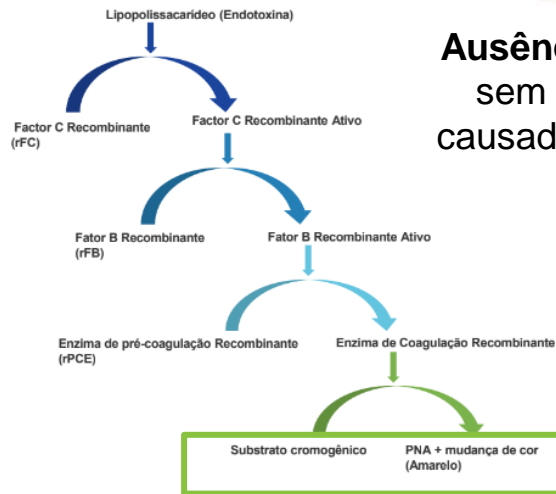 Lipopolissacarídeo (Endotoxina)
Ausênc
sem
causad
Factor C Recombinante
(rFC)
Factor C Recombinante Ativo
Fator B Recombinante
(rFB)
Fator B Recombinante Ativo
Enzima de pré-coagulação Recombinante
(rPCE)
Enzima de Coagulação Recombinante
Substrato cromogênico
PNA + mudança de cor
(Amarelo)